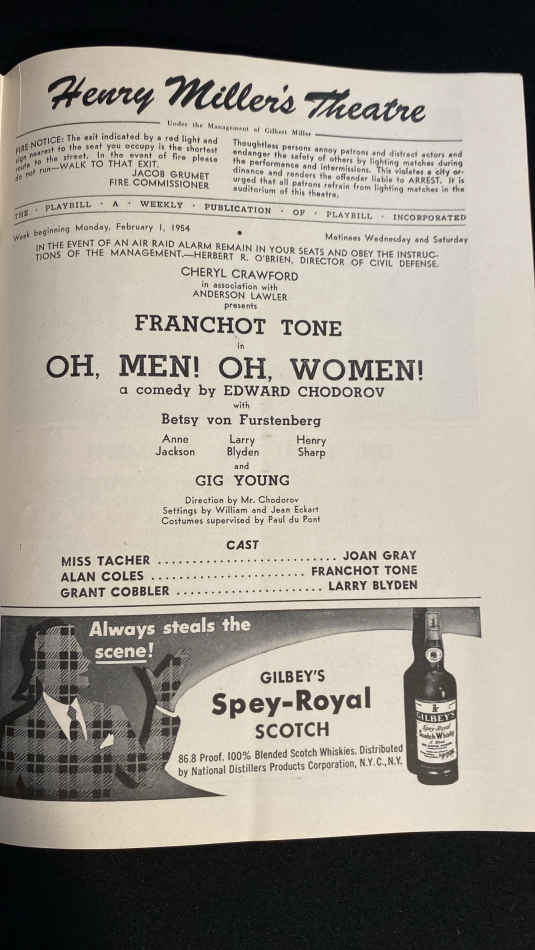 Henry Miller's Theatre
Under the Management of Gilbert Miller
FIRE NOTICE: The exit indicated by a red light and
sign nearest to the seat you occupy is the shortest
route to the street. In the event of fire please
do not run—WALK TO THAT EXIT.
JACOB GRUMET
FIRE COMMISSIONER
Thoughtless persons annoy patrons and distract actors and
endanger the safety of others by lighting matches during
the performance and intermissions. This violates a city or-
dinance and renders the offender liable to ARREST. It is
urged that all patrons refrain from lighting matches in the
auditorium of this theatre.
THE · PLAYBILL · A · WEEKLY · PUBLICATION · OF · PLAYBILL · INCORPORATED
Week beginning Monday, February 1, 1954 • Matinees Wednesday and Saturday
IN THE EVENT OF AN AIR RAID ALARM REMAIN IN YOUR SEATS AND OBEY THE INSTRUC-
TIONS OF THE MANAGEMENT.—HERBERT R. O'BRIEN, DIRECTOR OF CIVIL DEFENSE.
CHERYL CRAWFORD
in association with
ANDERSON LAWLER
presents
FRANCHOT TONE
in
OH, MEN! OH, WOMEN!
a comedy by EDWARD CHODOROV
with
Betsy von Furstenberg
Anne Larry Henry
Jackson Blyden Sharp
and
GIG YOUNG
Direction by Mr. Chodorov
Settings by William and Jean Eckart
Costumes supervised by Paul du Pont
CAST
MISS TACHER .......................... JOAN GRAY
ALAN COLES ....................... FRANCHOT TONE
GRANT COBBLER ...................... LARRY BLYDEN
Always steals the
scene!
GILBEY'S
Spey-Royal
SCOTCH
86.8 Proof. 100% Blended Scotch Whiskies. Distributed
by National Distillers Products Corporation, N.Y.C., N.Y.
GILBEY'S
Spey-Royal
Scotch Whisky